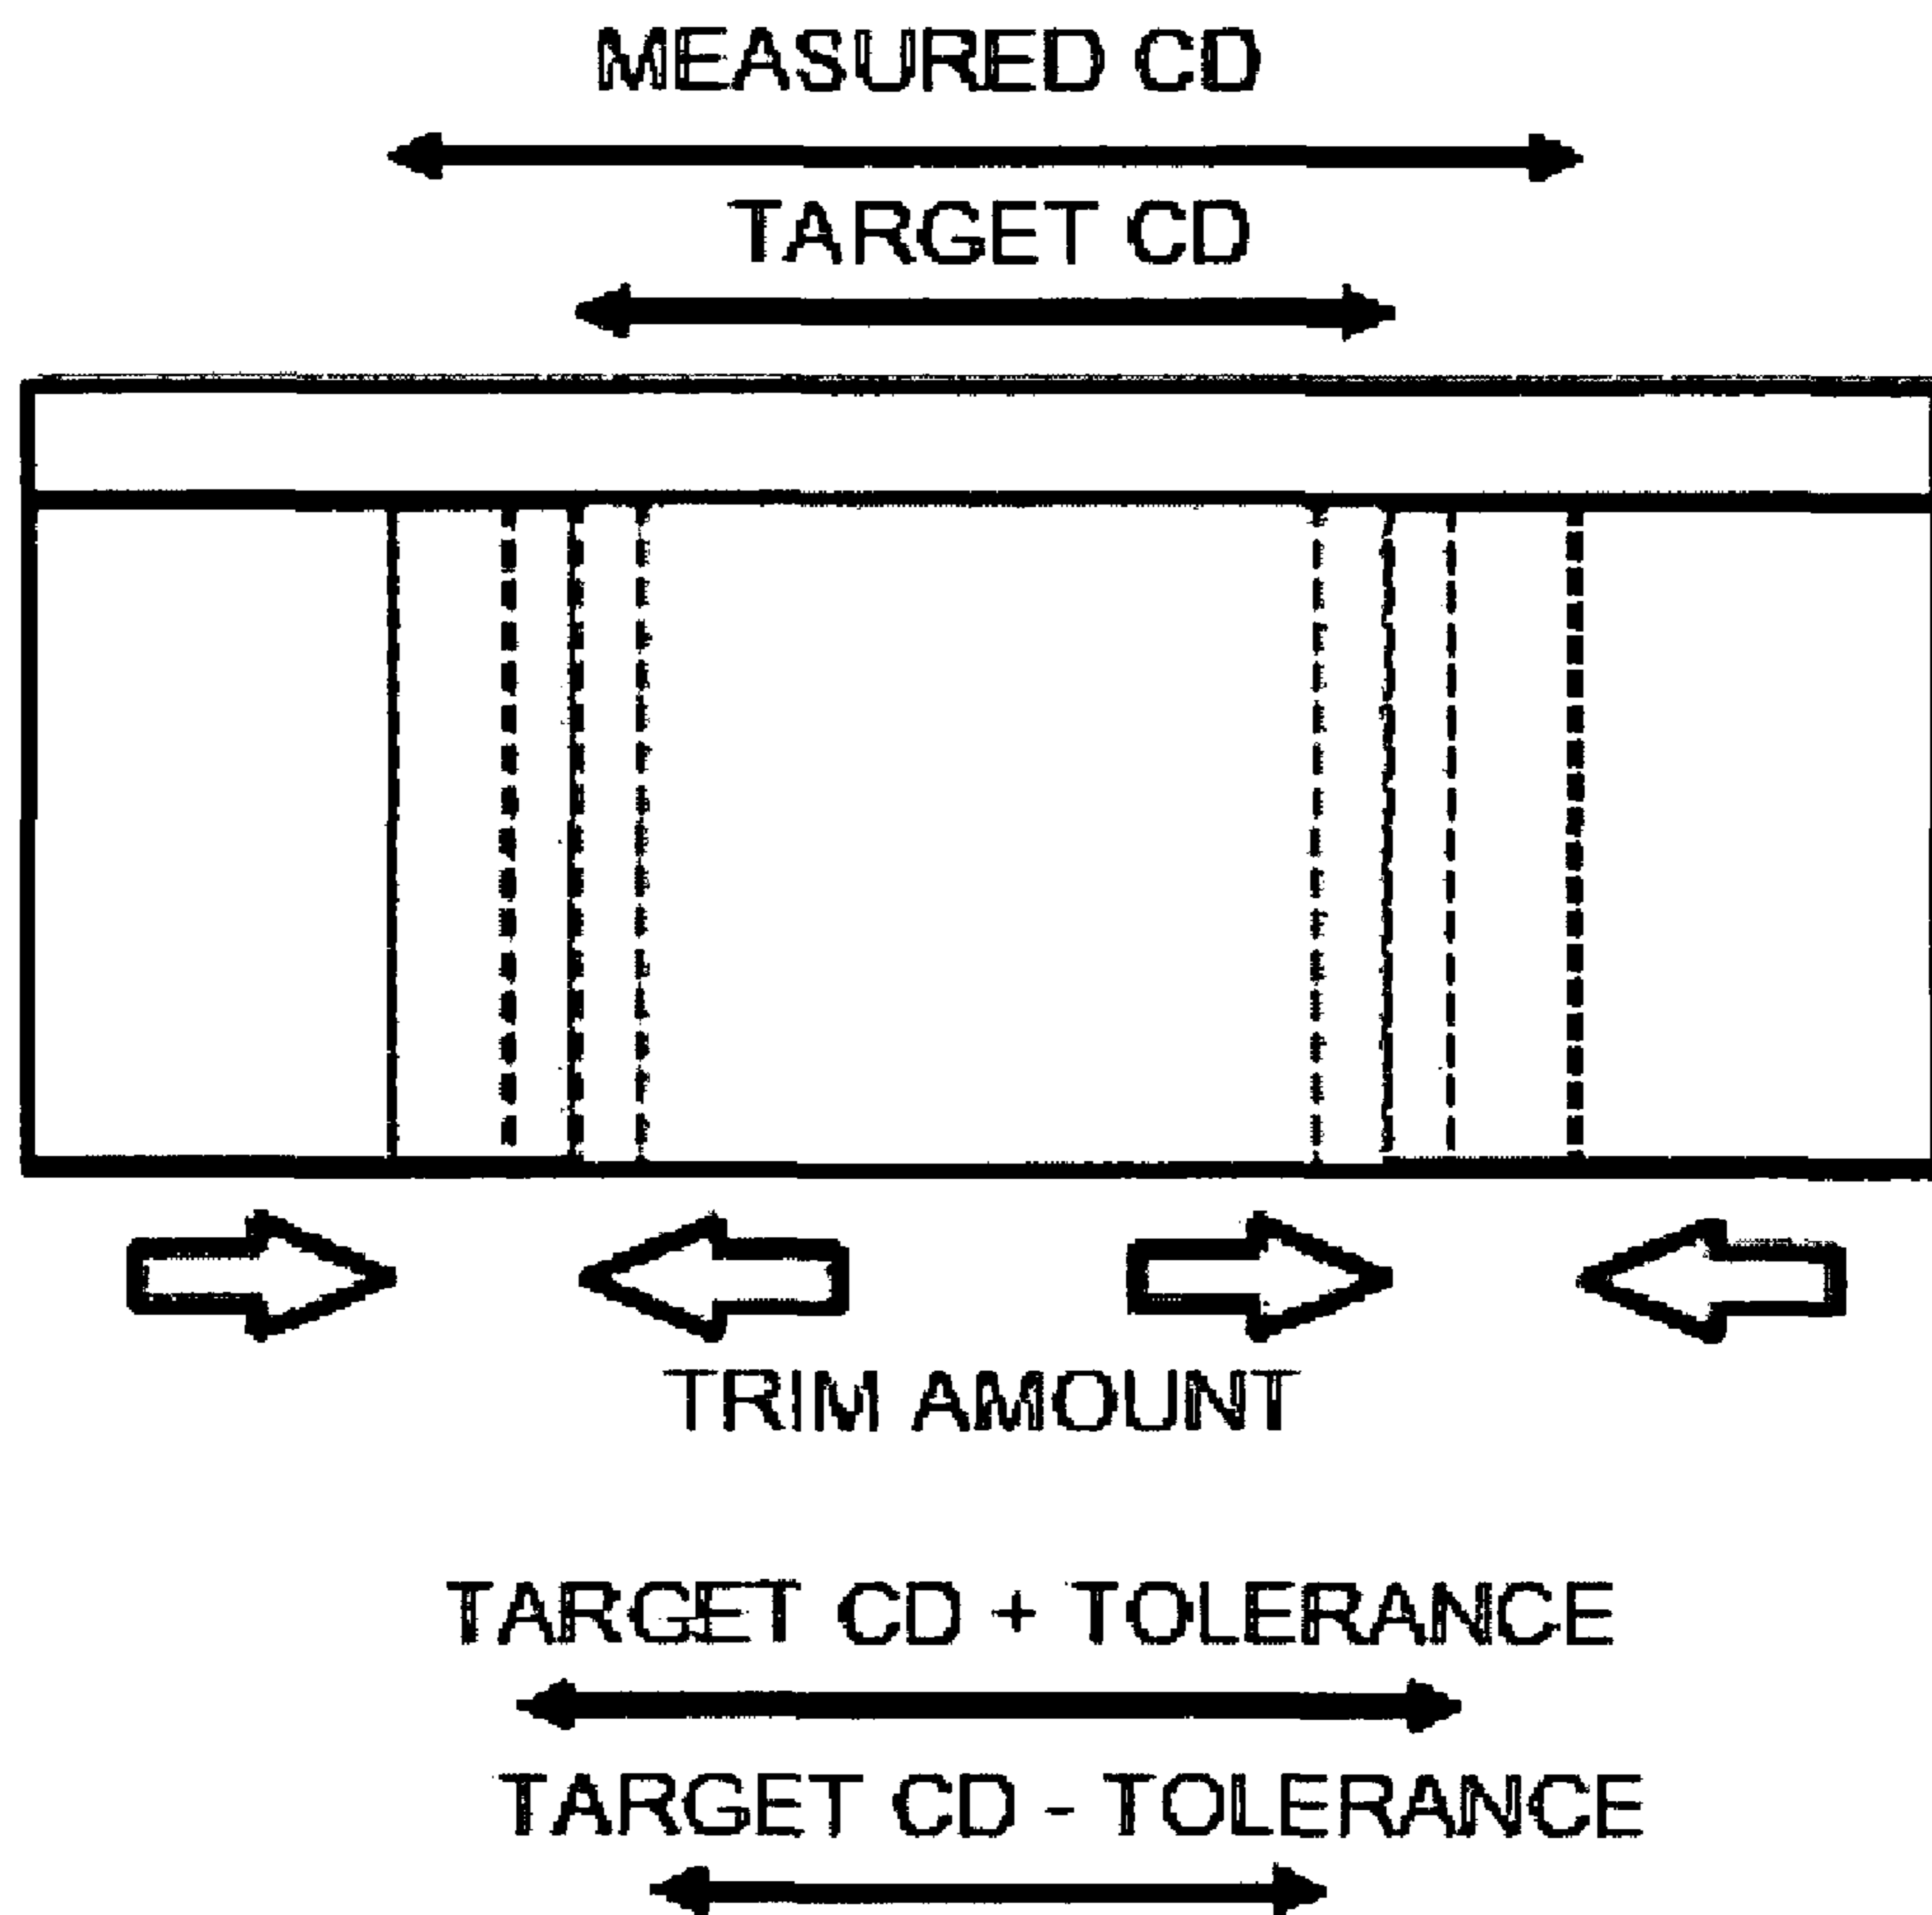 MEASURED CD
TARGET CD
TRIM AMOUNT
TARGET CD + TOLERANCE
TARGET CD - TOLERANCE